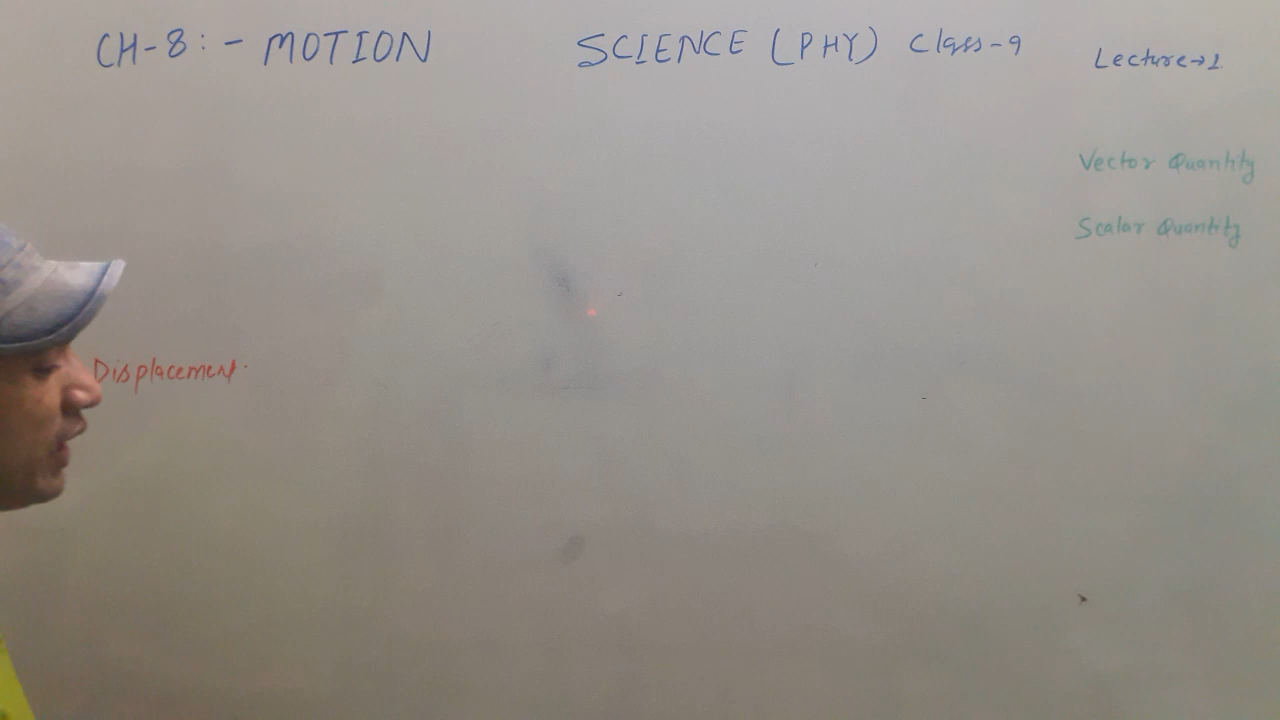 CH-8:- MOTION SCIENCE (PHY) Class-9 Lecture→1.
Vector Quantity
Scalar Quantity
Displacement.